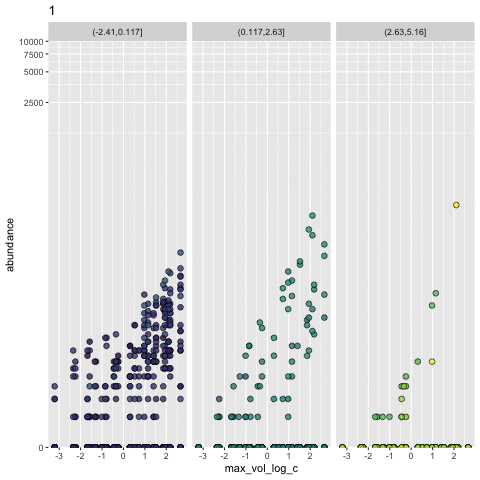 1
(-2.41,0.117]
(0.117,2.63]
(2.63,5.16]
10000
7500
5000
2500
0
abundance
-3 -2 -1 0 1 2
-3 -2 -1 0 1 2
-3 -2 -1 0 1 2
max_vol_log_c